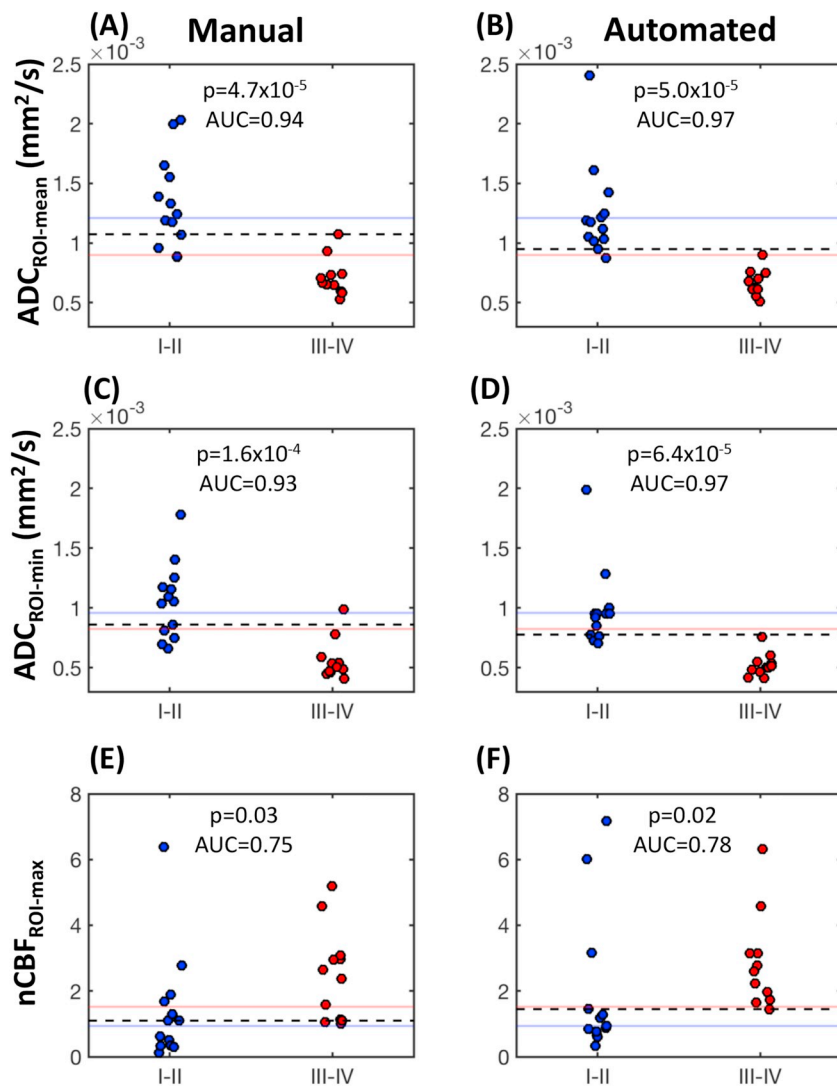 (A) Manual
(B) Automated
×10⁻³
×10⁻³
ADC_ROI-mean (mm²/s)
2.5
2
1.5
1
0.5
p=4.7x10⁻⁵
AUC=0.94
I-II
III-IV
2.5
2
1.5
1
0.5
p=5.0x10⁻⁵
AUC=0.97
I-II
III-IV
(C)
(D)
×10⁻³
×10⁻³
ADC_ROI-min (mm²/s)
2.5
2
1.5
1
0.5
p=1.6x10⁻⁴
AUC=0.93
I-II
III-IV
2.5
2
1.5
1
0.5
p=6.4x10⁻⁵
AUC=0.97
I-II
III-IV
(E)
(F)
nCBF_ROI-max
8
6
4
2
0
p=0.03
AUC=0.75
I-II
III-IV
8
6
4
2
0
p=0.02
AUC=0.78
I-II
III-IV